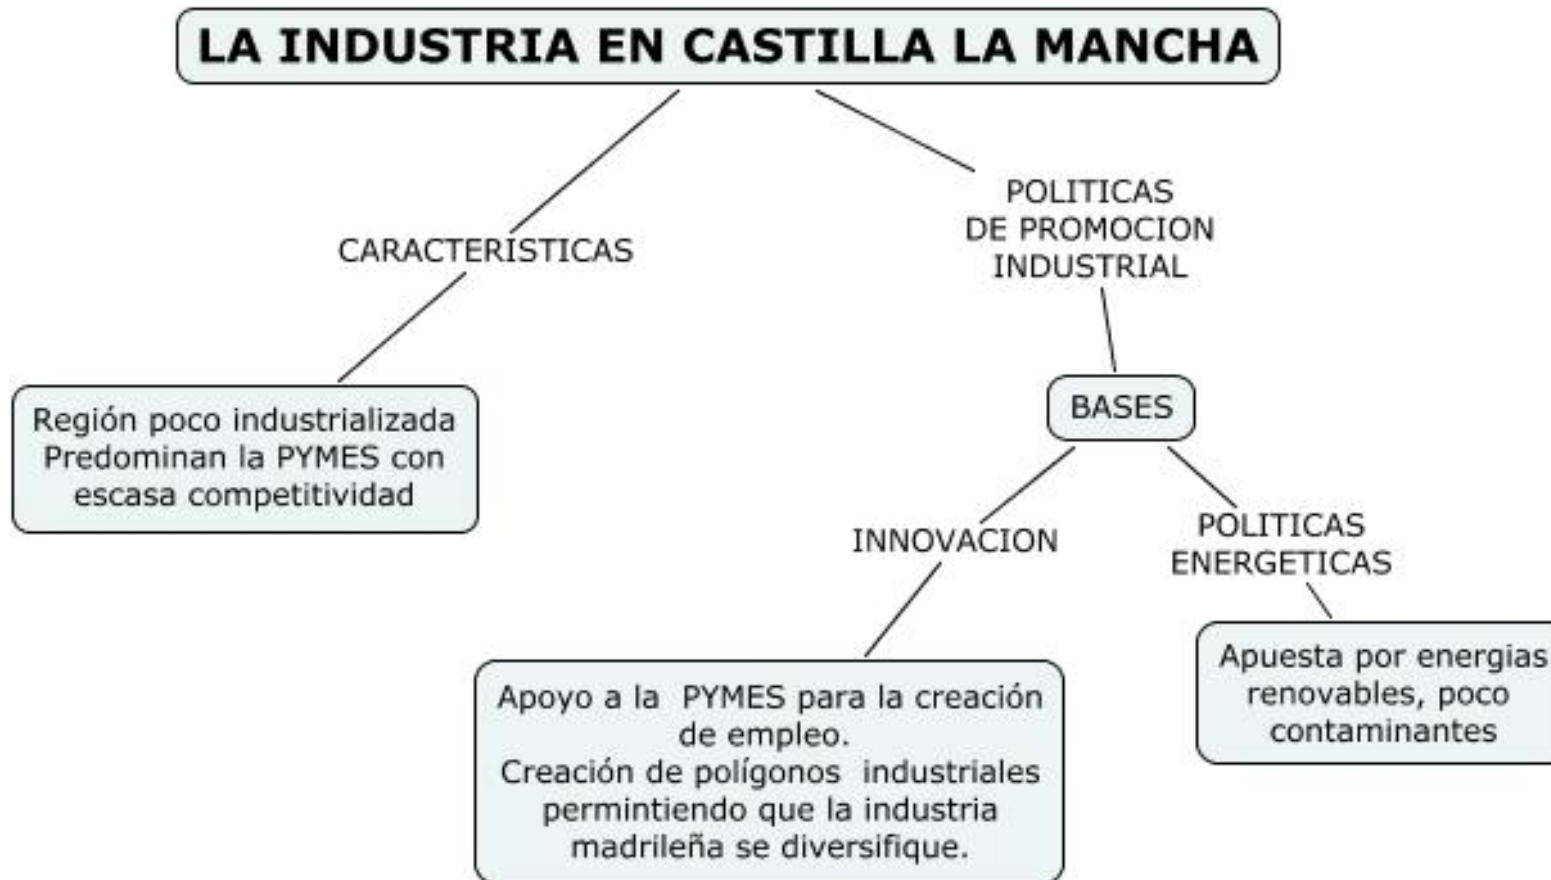 LA INDUSTRIA EN CASTILLA LA MANCHA
CARACTERISTICAS
POLITICAS
DE PROMOCION
INDUSTRIAL
Región poco industrializada
Predominan la PYMES con
escasa competitividad
BASES
INNOVACION
POLITICAS
ENERGETICAS
Apoyo a la PYMES para la creación
de empleo.
Creación de polígonos industriales
permintiendo que la industria
madrileña se diversifique.
Apuesta por energias
renovables, poco
contaminantes